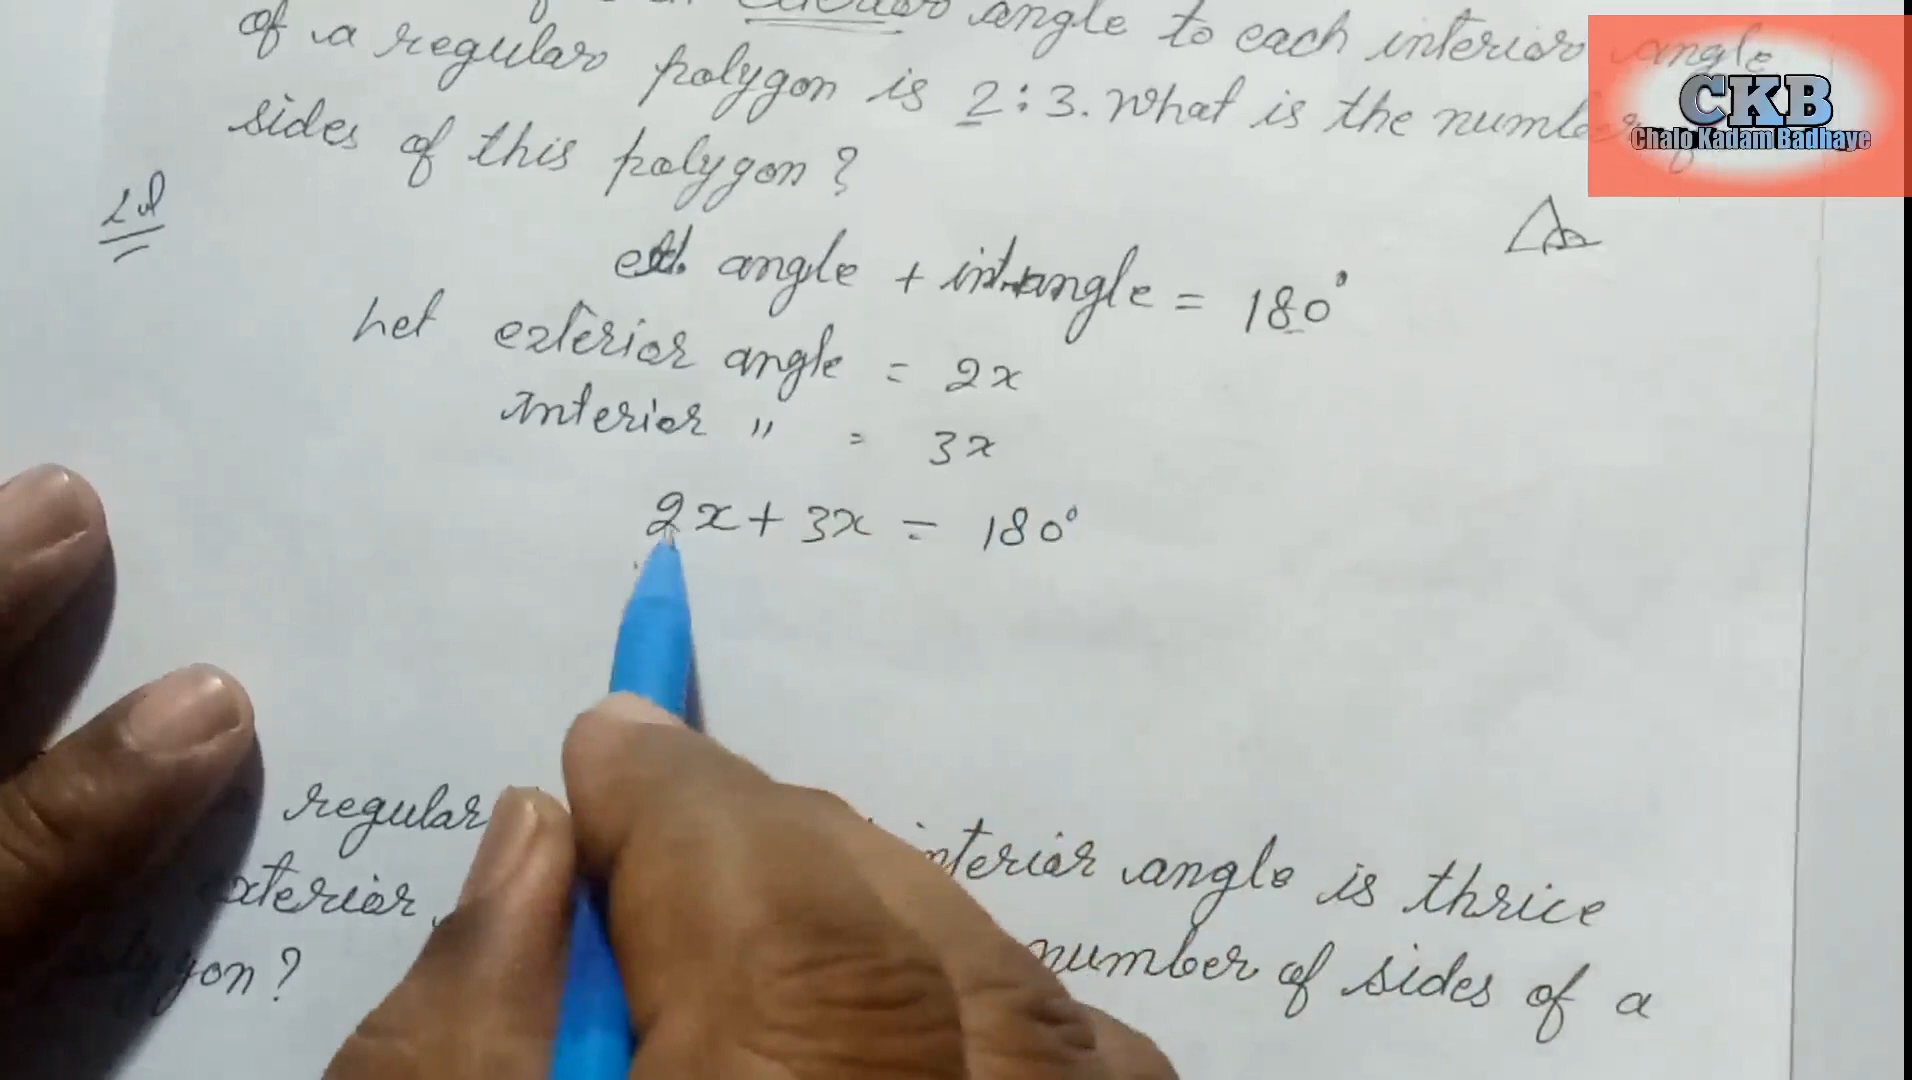 angle to each interior angle
of a regular polygon is 2:3. What is the number
sides of this polygon?
CKB
Chalo Kadam Badhaye
ext. angle + int. angle = 180°
Let exterior angle = 2x
Interior " = 3x
2x + 3x = 180°
regular interior angle is thrice
exterior
number of sides of a